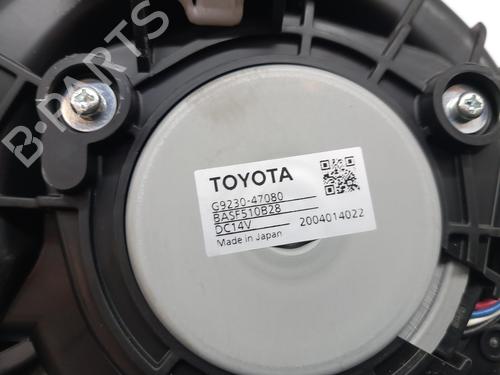 B-PARTS
TOYOTA
G9230-47080
BASF510B28
DC14V 2004014022
Made in Japan